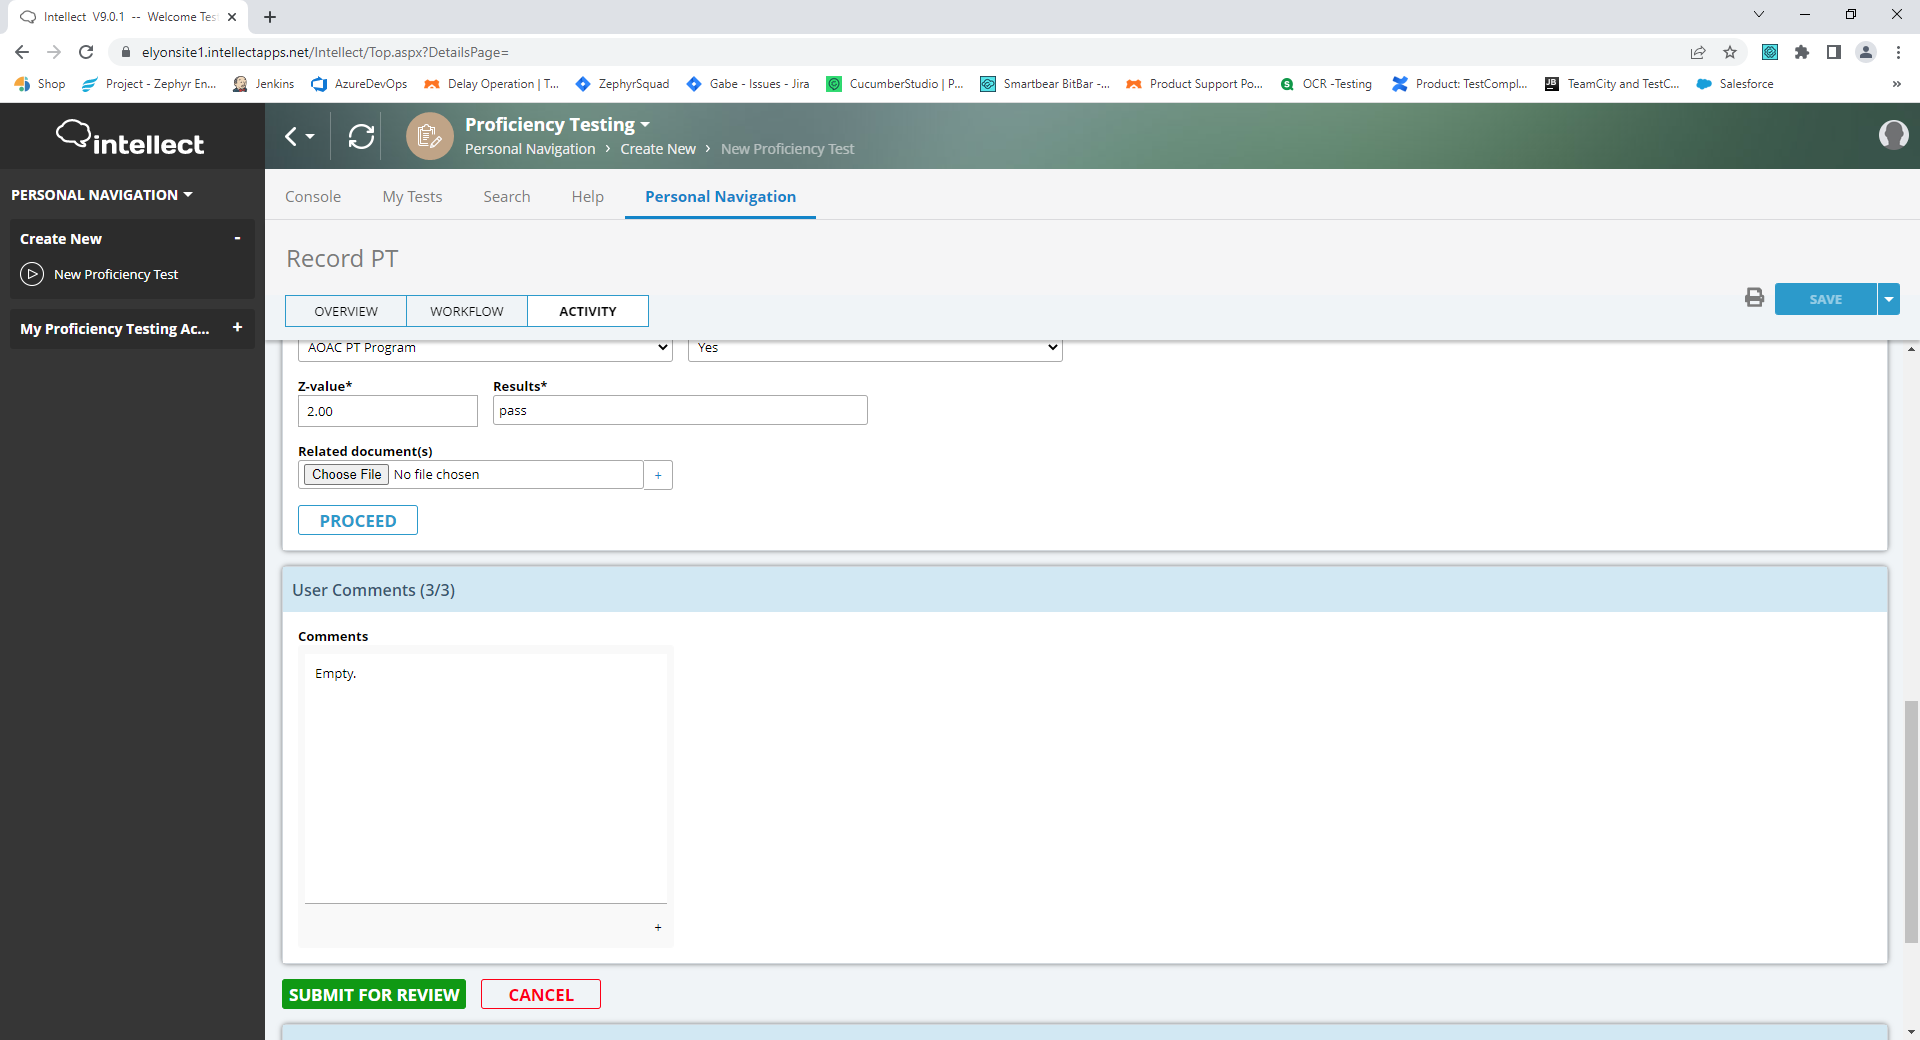 Intellect V9.0.1 -- Welcome Tes
elyonsite1.intellectapps.net/Intellect/Top.aspx?DetailsPage=
Shop Project - Zephyr En... Jenkins AzureDevOps Delay Operation | T... ZephyrSquad Gabe - Issues - Jira CucumberStudio | P... Smartbear BitBar -... Product Support Po... OCR -Testing Product: TestCompl... TeamCity and TestC... Salesforce »
intellect
Proficiency Testing
Personal Navigation › Create New › New Proficiency Test
PERSONAL NAVIGATION
Create New -
New Proficiency Test
My Proficiency Testing Ac... +
Console My Tests Search Help Personal Navigation
Record PT
OVERVIEW WORKFLOW ACTIVITY
SAVE
AOAC PT Program Yes
Z-value* Results*
2.00 pass
Related document(s)
Choose File No file chosen +
PROCEED
User Comments (3/3)
Comments
Empty.
+
SUBMIT FOR REVIEW CANCEL